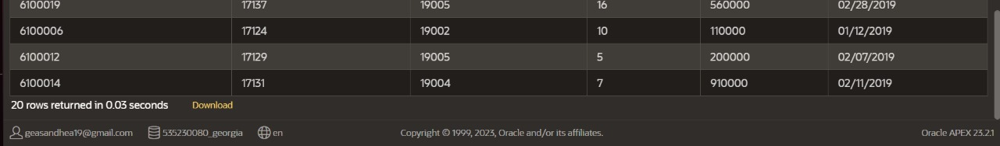 6100019 17137 19005 16 560000 02/28/2019
6100006 17124 19002 10 110000 01/12/2019
6100012 17129 19005 5 200000 02/07/2019
6100014 17131 19004 7 910000 02/11/2019
20 rows returned in 0.03 seconds Download
geasandhea19@gmail.com 535230080_georgia en Copyright © 1999, 2023, Oracle and/or its affiliates. Oracle APEX 23.2.1